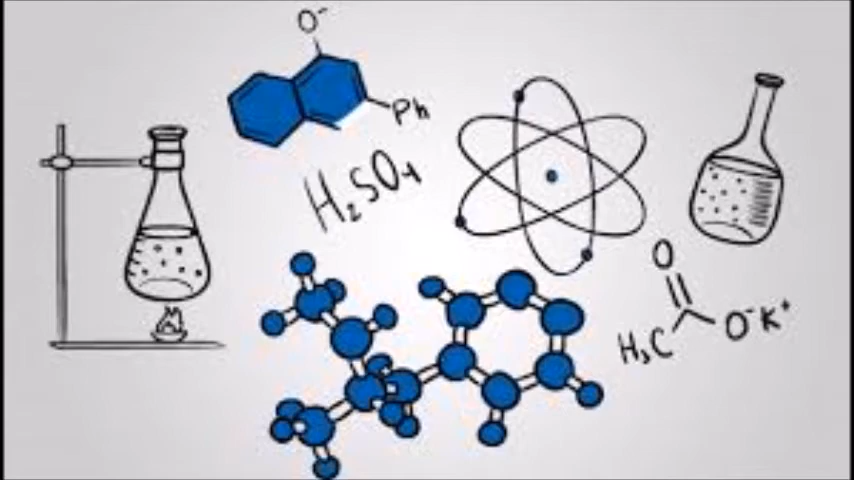 O⁻
Ph
H₂SO₄
O
H₃C O⁻K⁺